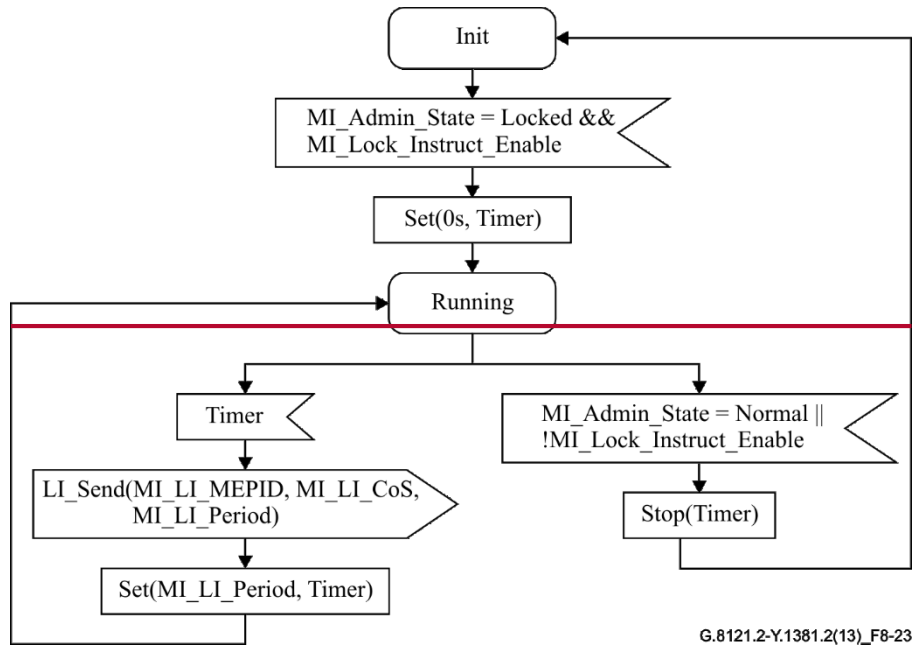 Init
MI_Admin_State = Locked &&
MI_Lock_Instruct_Enable
Set(0s, Timer)
Running
Timer
LI_Send(MI_LI_MEPID, MI_LI_CoS,
MI_LI_Period)
Set(MI_LI_Period, Timer)
MI_Admin_State = Normal ||
!MI_Lock_Instruct_Enable
Stop(Timer)
G.8121.2-Y.1381.2(13)_F8-23